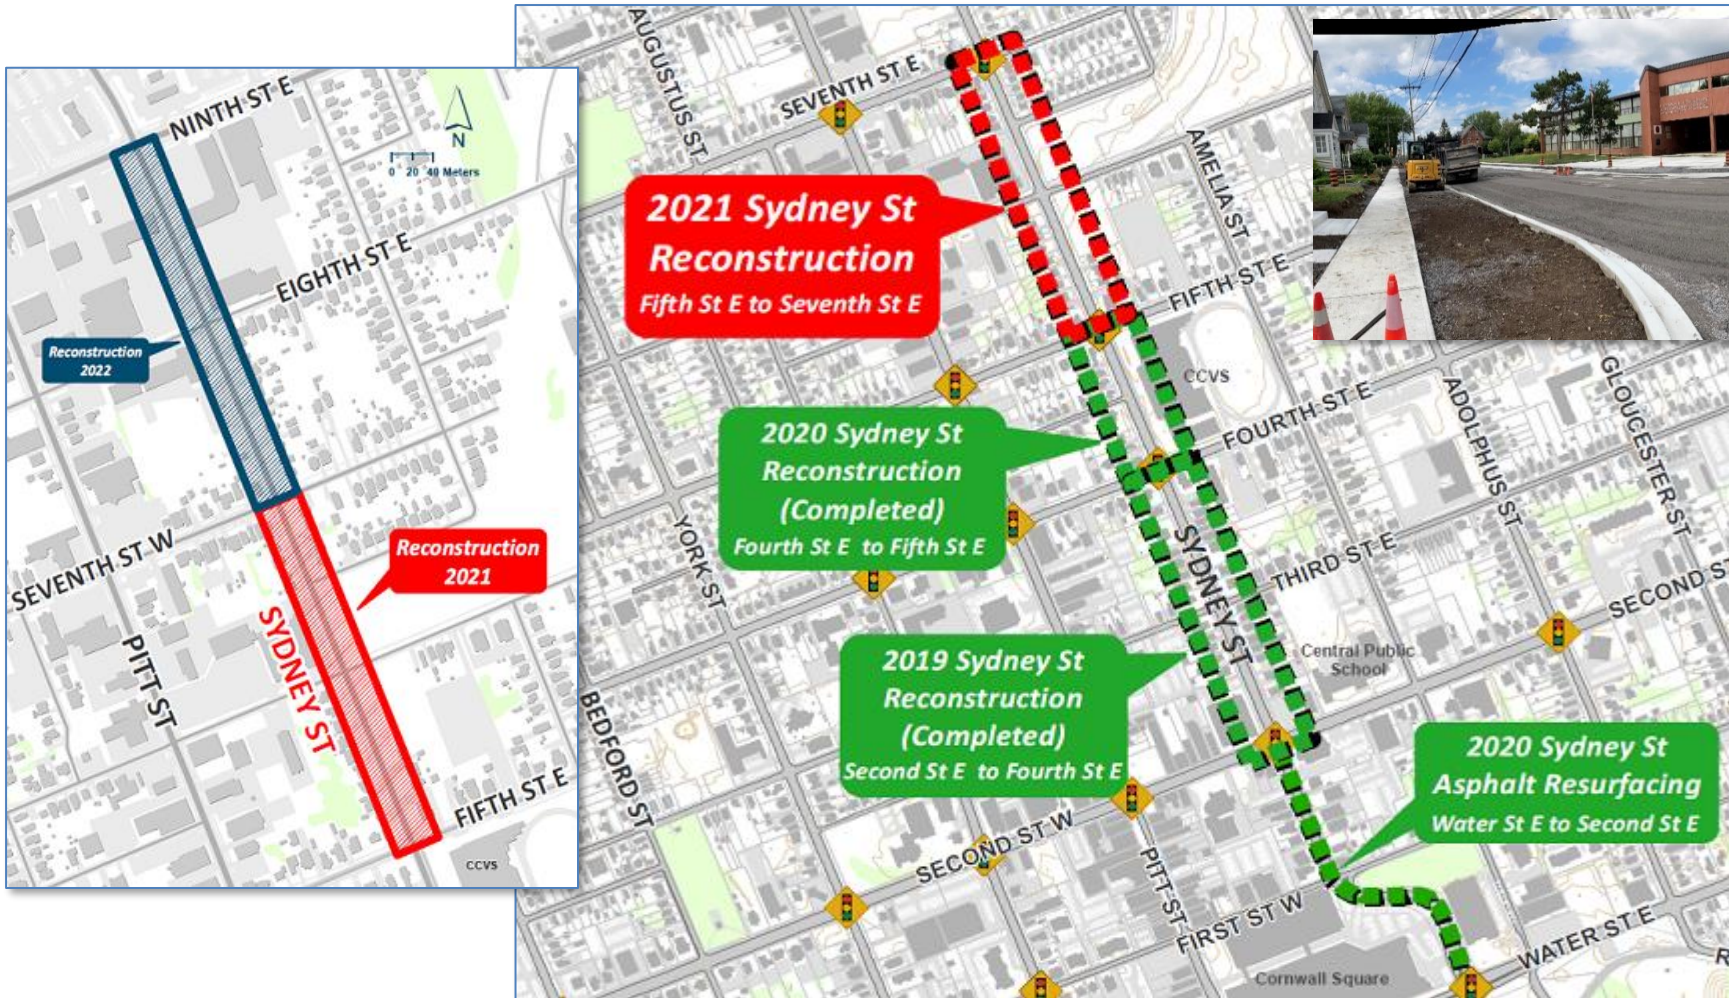 NINTH ST E
N
0 20 40 Meters
EIGHTH ST E
Reconstruction
2022
SEVENTH ST W
Reconstruction
2021
SYDNEY ST
PITT ST
FIFTH ST E
CCVS
AUGUSTUS ST
SEVENTH ST E
AMELIA ST
2021 Sydney St
Reconstruction
Fifth St E to Seventh St E
FIFTH ST E
CCVS
FOURTH ST E
ADOLPHUS ST
GLOUCESTER ST
2020 Sydney St
Reconstruction
(Completed)
Fourth St E to Fifth St E
YORK ST
SYDNEY ST
THIRD ST E
SECOND ST
Central Public
School
2019 Sydney St
Reconstruction
(Completed)
Second St E to Fourth St E
BEDFORD ST
2020 Sydney St
Asphalt Resurfacing
Water St E to Second St E
SECOND ST W
PITT ST
FIRST ST W
WATER ST E
R
Cornwall Square